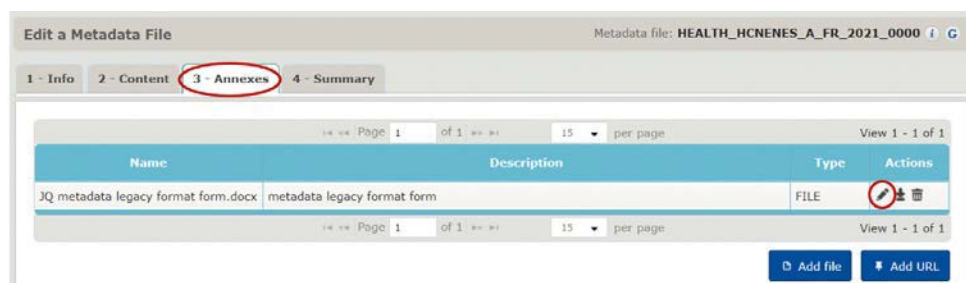 Edit a Metadata File Metadata file: HEALTH_HCNENES_A_FR_2021_0000 i G
1 - Info 2 - Content 3 - Annexes 4 - Summary
Page 1 of 1 15 per page View 1 - 1 of 1
Name Description Type Actions
JQ metadata legacy format form.docx metadata legacy format form FILE
Page 1 of 1 15 per page View 1 - 1 of 1
Add file Add URL